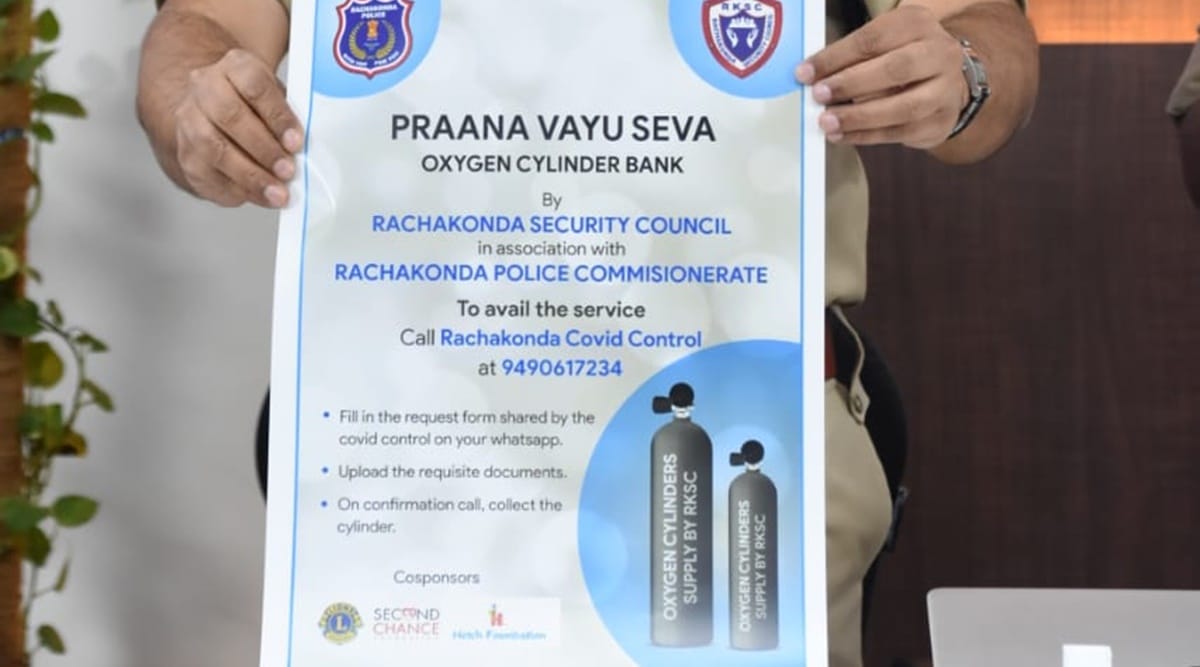 RACHAKONDA
POLICE
RKSC
PRAANA VAYU SEVA
OXYGEN CYLINDER BANK
By
RACHAKONDA SECURITY COUNCIL
in association with
RACHAKONDA POLICE COMMISIONERATE
To avail the service
Call Rachakonda Covid Control
at 9490617234
• Fill in the request form shared by the
covid control on your whatsapp.
• Upload the requisite documents.
• On confirmation call, collect the
cylinder.
OXYGEN CYLINDERS
SUPPLY BY RKSC
OXYGEN CYLINDERS
SUPPLY BY RKSC
Cosponsors
L
SECOND
CHANCE
Hetch Foundation